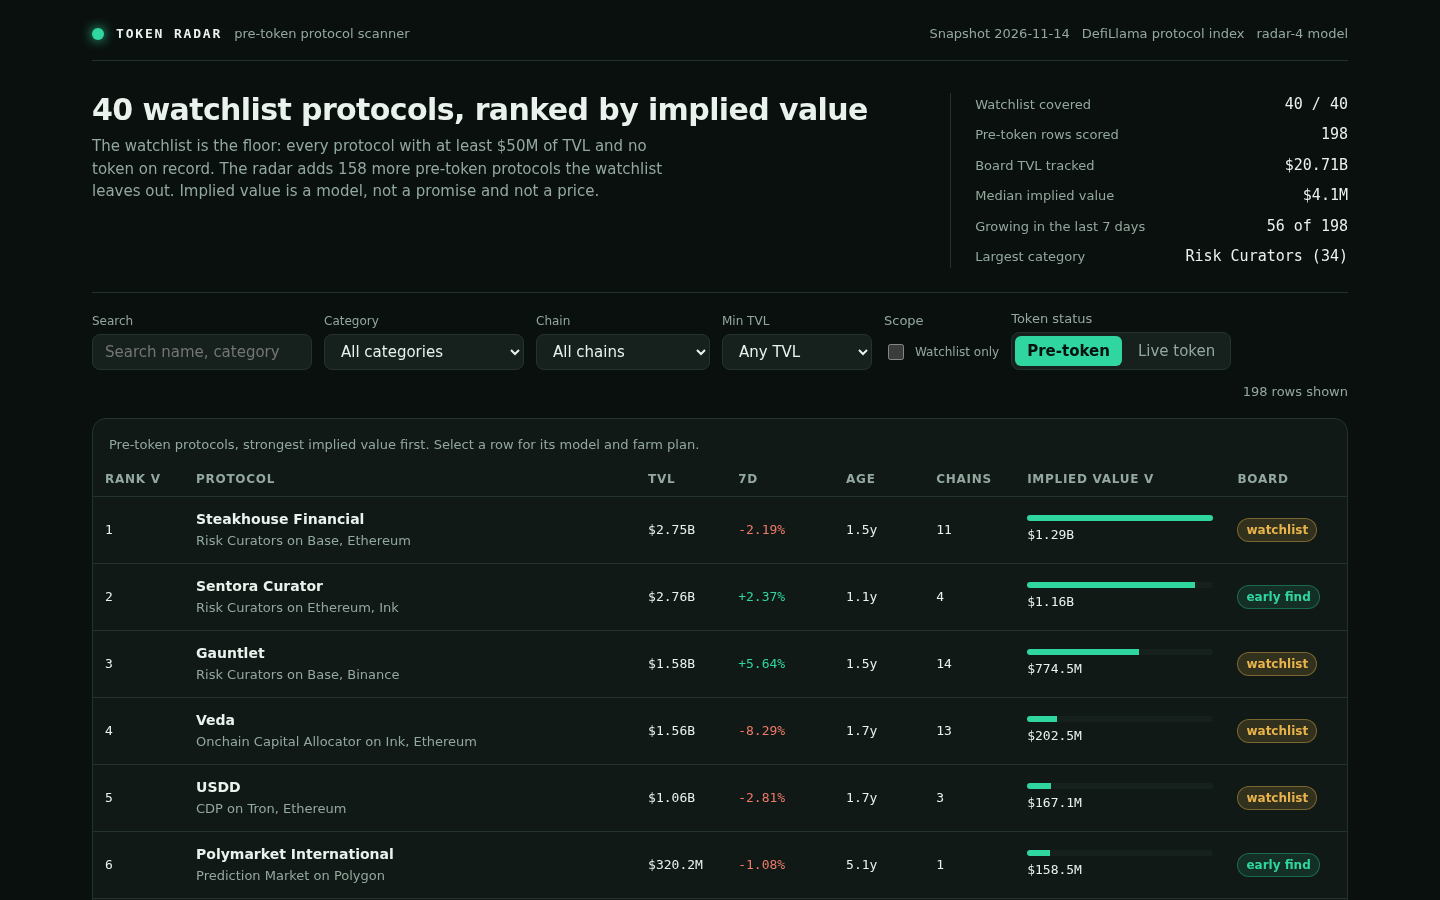 TOKEN RADAR pre-token protocol scanner
Snapshot 2026-11-14 DefiLlama protocol index radar-4 model
40 watchlist protocols, ranked by implied value
The watchlist is the floor: every protocol with at least $50M of TVL and no
token on record. The radar adds 158 more pre-token protocols the watchlist
leaves out. Implied value is a model, not a promise and not a price.
Watchlist covered 40 / 40
Pre-token rows scored 198
Board TVL tracked $20.71B
Median implied value $4.1M
Growing in the last 7 days 56 of 198
Largest category Risk Curators (34)
Search Category Chain Min TVL Scope Token status
Search name, category All categories All chains Any TVL Watchlist only Pre-token Live token
198 rows shown
Pre-token protocols, strongest implied value first. Select a row for its model and farm plan.
RANK V PROTOCOL TVL 7D AGE CHAINS IMPLIED VALUE V BOARD
1 Steakhouse Financial $2.75B -2.19% 1.5y 11 $1.29B watchlist
Risk Curators on Base, Ethereum
2 Sentora Curator $2.76B +2.37% 1.1y 4 $1.16B early find
Risk Curators on Ethereum, Ink
3 Gauntlet $1.58B +5.64% 1.5y 14 $774.5M watchlist
Risk Curators on Base, Binance
4 Veda $1.56B -8.29% 1.7y 13 $202.5M watchlist
Onchain Capital Allocator on Ink, Ethereum
5 USDD $1.06B -2.81% 1.7y 3 $167.1M watchlist
CDP on Tron, Ethereum
6 Polymarket International $320.2M -1.08% 5.1y 1 $158.5M early find
Prediction Market on Polygon